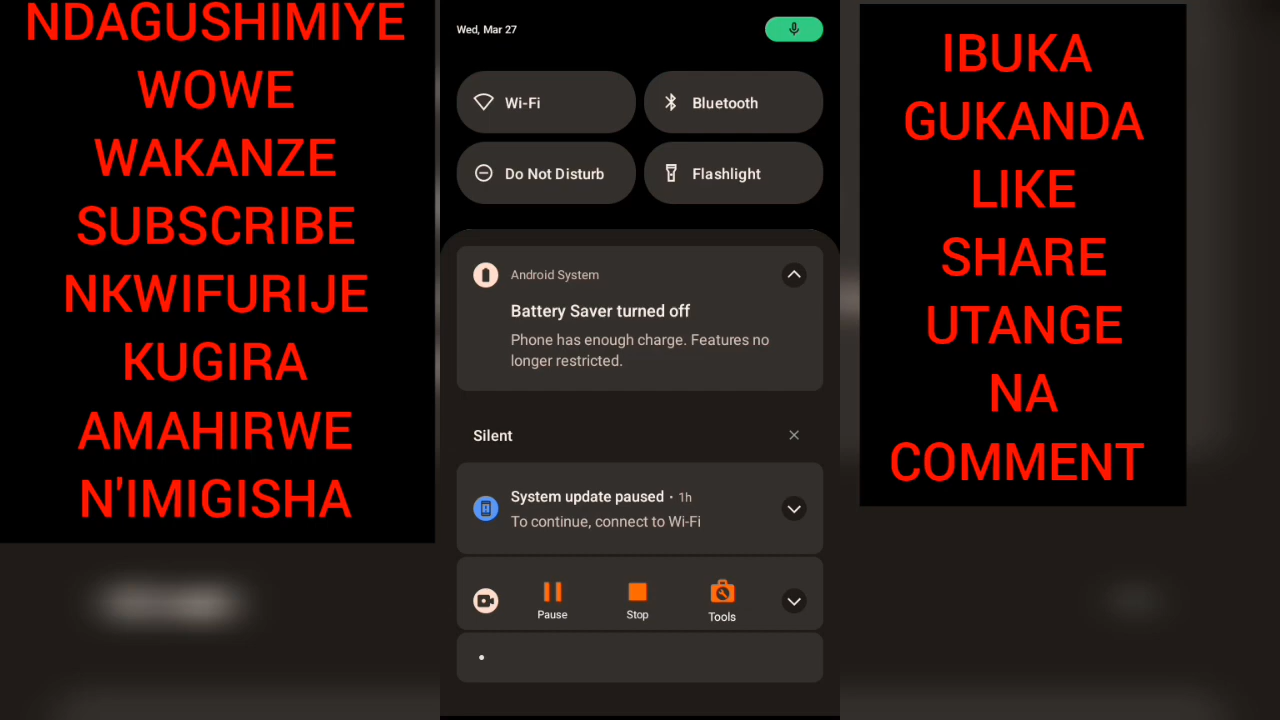 NDAGUSHIMIYE
WOWE
WAKANZE
SUBSCRIBE
NKWIFURIJE
KUGIRA
AMAHIRWE
N'IMIGISHA
Wed, Mar 27
Wi-Fi
Bluetooth
Do Not Disturb
Flashlight
Android System
Battery Saver turned off
Phone has enough charge. Features no
longer restricted.
Silent
System update paused • 1h
To continue, connect to Wi-Fi
Pause
Stop
Tools
IBUKA
GUKANDA
LIKE
SHARE
UTANGE
NA
COMMENT